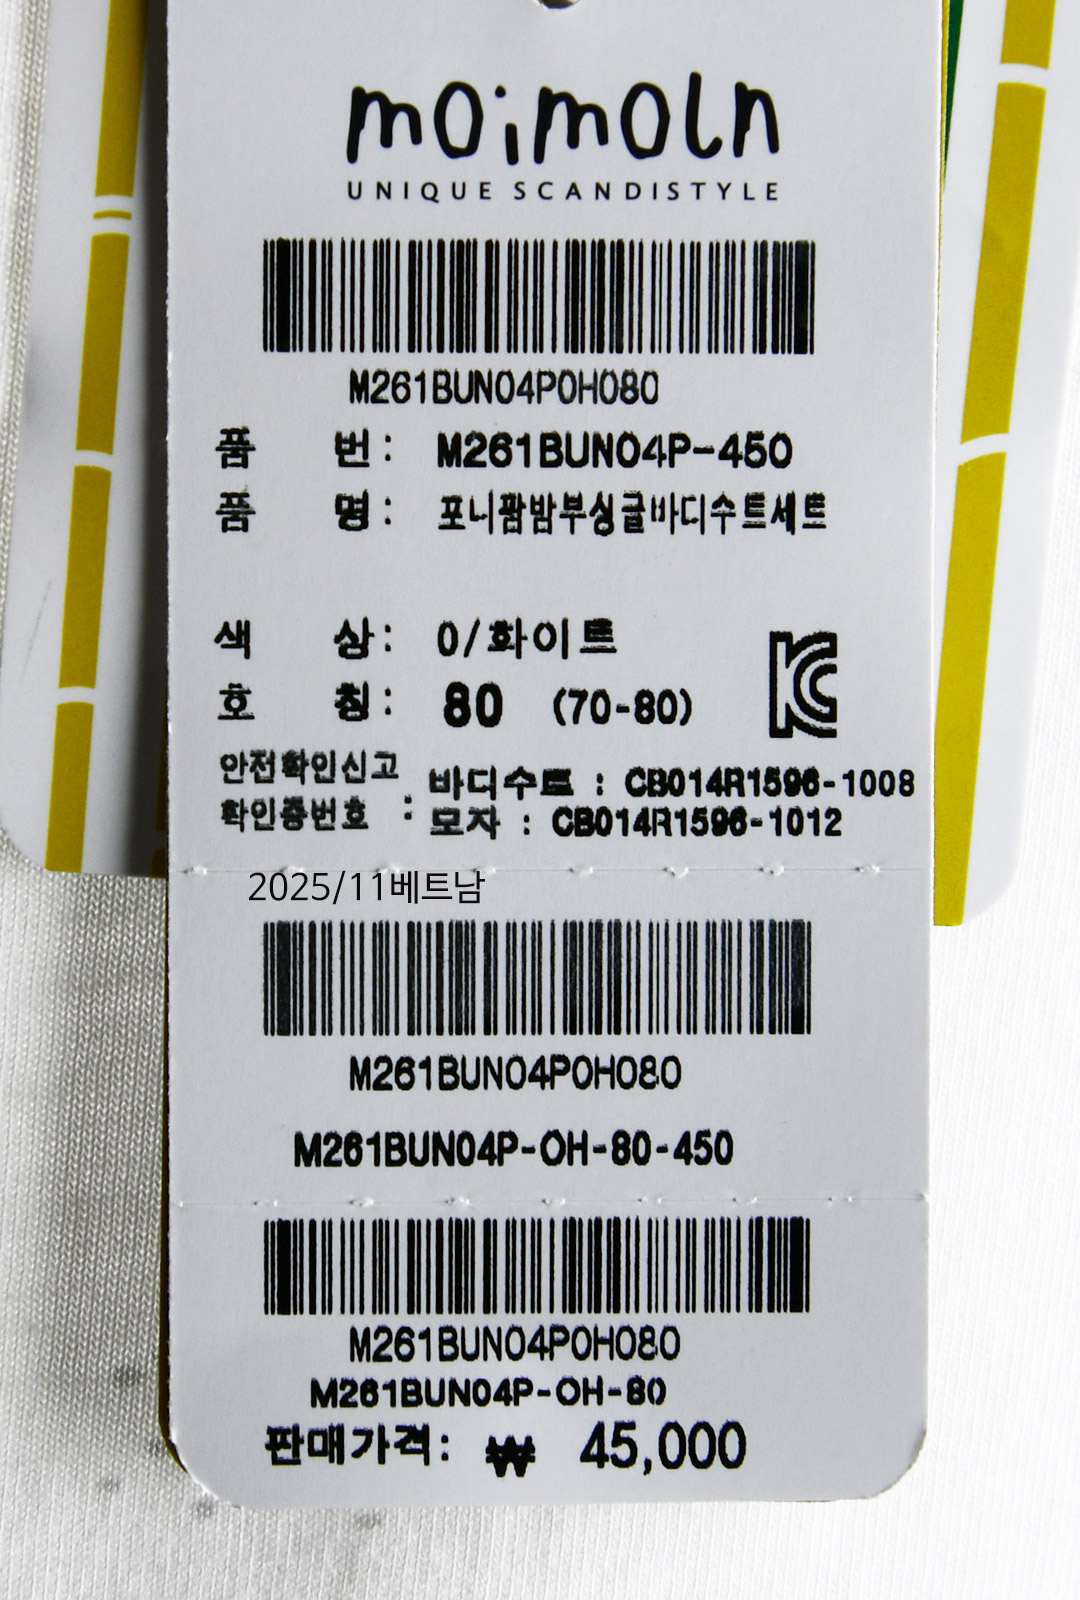 moimoln
UNIQUE SCANDISTYLE
M261BUN04P0H080
품 번 : M261BUN04P-450
품 명 : 포니팜밤부싱글바디수트세트
색 상 : 0/화이트
호 칭 : 80 (70-80)
안전확인신고
확인증번호 : 바디수트 : CB014R1596-1008
모자 : CB014R1596-1012
2025/11베트남
M261BUN04P0H080
M261BUN04P-OH-80-450
M261BUN04P0H080
M261BUN04P-OH-80
판매가격: ₩ 45,000